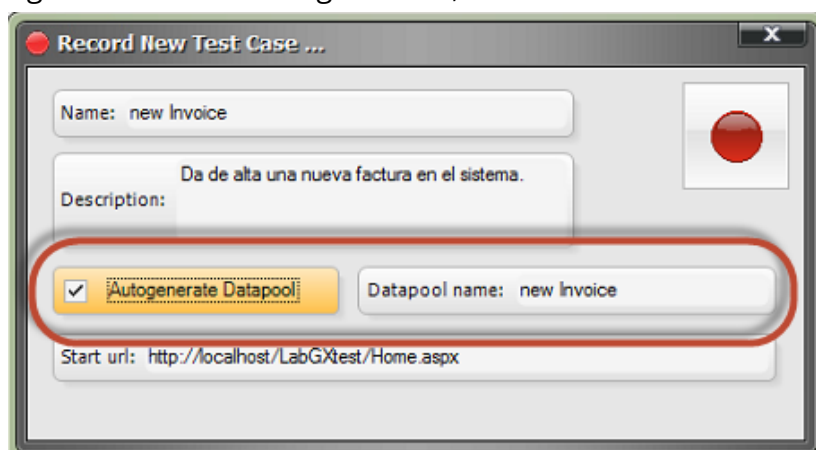 Record New Test Case ...
x
Name: new Invoice
Da de alta una nueva factura en el sistema.
Description:
Autogenerate Datapool
Datapool name: new Invoice
Start url: http://localhost/LabGXtest/Home.aspx